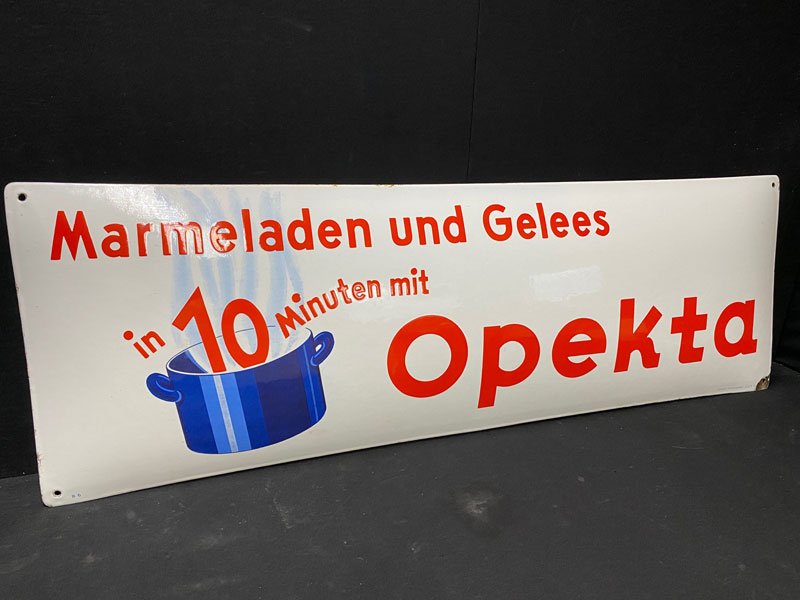 Marmeladen und Gelees
in 10 Minuten mit
Opekta